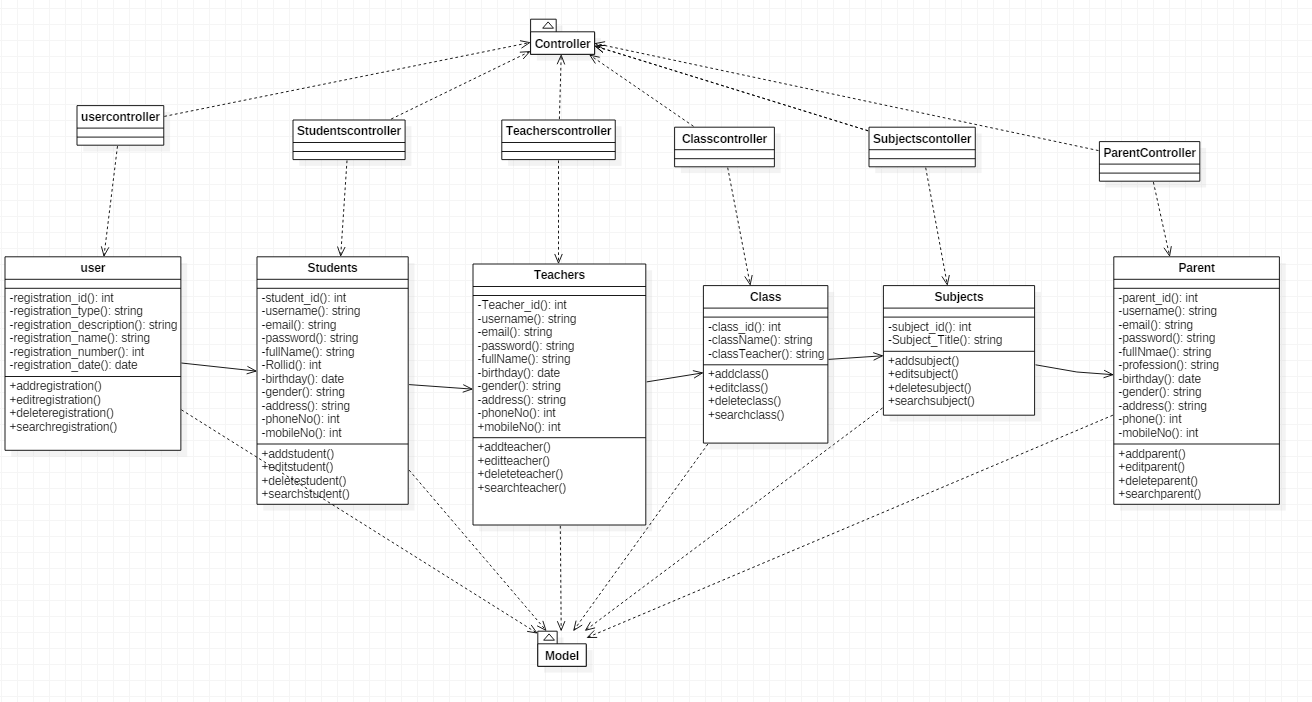 Controller
usercontroller
Studentscontroller
Teacherscontroller
Classcontroller
Subjectscontoller
ParentController
user
-registration_id(): int
-registration_type(): string
-registration_description(): string
-registration_name(): string
-registration_number(): int
-registration_date(): date
+addregistration()
+editregistration()
+deleteregistration()
+searchregistration()
Students
-student_id(): int
-username(): string
-email(): string
-password(): string
-fullName(): string
-Rollid(): int
-birthday(): date
-gender(): string
-address(): string
-phoneNo(): int
-mobileNo(): int
+addstudent()
+editstudent()
+deletestudent()
+searchstudent()
Teachers
-Teacher_id(): int
-username(): string
-email(): string
-password(): string
-fullName(): string
-birthday(): date
-gender(): string
-address(): string
-phoneNo(): int
+mobileNo(): int
+addteacher()
+editteacher()
+deleteteacher()
+searchteacher()
Class
-class_id(): int
-className(): string
-classTeacher(): string
+addclass()
+editclass()
+deleteclass()
+searchclass()
Subjects
-subject_id(): int
-Subject_Title(): string
+addsubject()
+editsubject()
+deletesubject()
+searchsubject()
Parent
-parent_id(): int
-username(): string
-email(): string
-password(): string
-fullNmae(): string
-profession(): string
-birthday(): date
-gender(): string
-address(): string
-phone(): int
-mobileNo(): int
+addparent()
+editparent()
+deleteparent()
+searchparent()
Model